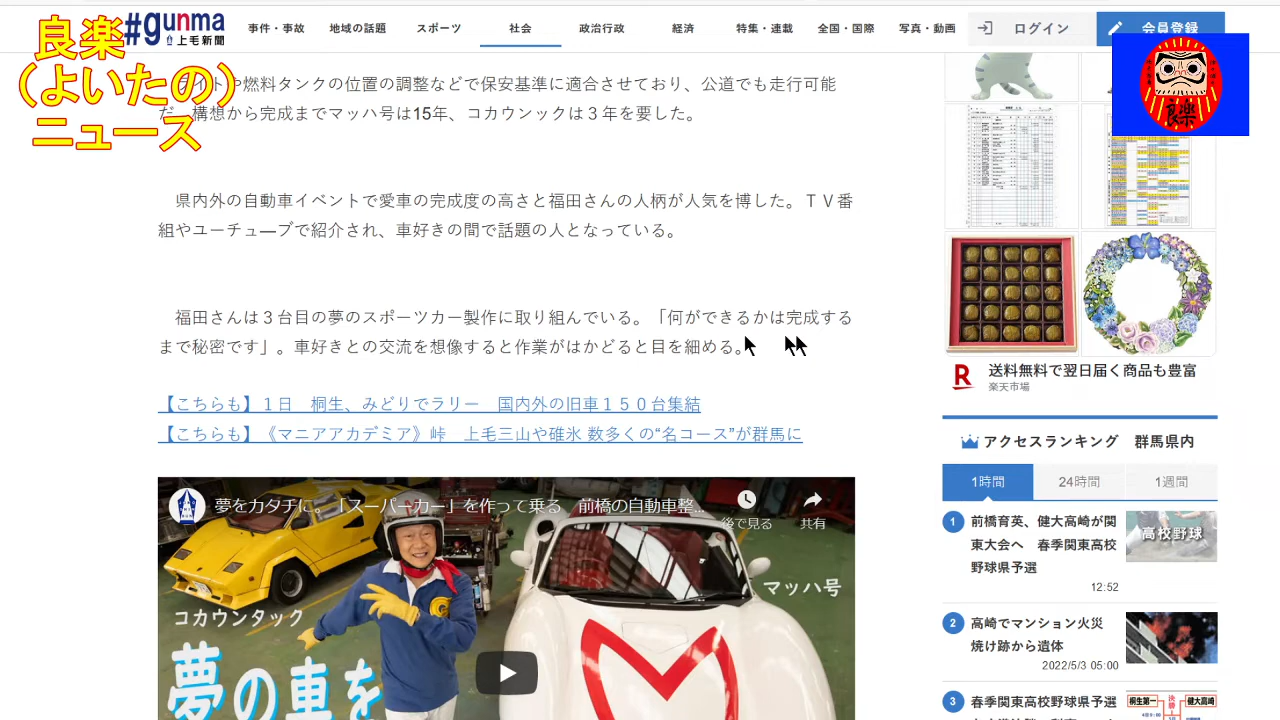 良楽
（よいたの）
ニュース
#gunma
上毛新聞
事件・事故
地域の話題
スポーツ
社会
政治行政
経済
特集・連載
全国・国際
写真・動画
ログイン
会員登録
イトや燃料タンクの位置の調整などで保安基準に適合させており、公道でも走行可能
だ。構想から完成までマッハ号は15年、コカウンックは３年を要した。
県内外の自動車イベントで愛車の完成度の高さと福田さんの人柄が人気を博した。ＴＶ番
組やユーチューブで紹介され、車好きの間で話題の人となっている。
福田さんは３台目の夢のスポーツカー製作に取り組んでいる。「何ができるかは完成する
まで秘密です」。車好きとの交流を想像すると作業がはかどると目を細める。
【こちらも】１日　桐生、みどりでラリー　国内外の旧車１５０台集結
【こちらも】《マニアアカデミア》峠　上毛三山や碓氷 数多くの“名コース”が群馬に
夢をカタチに。「スーパーカー」を作って乗る　前橋の自動車整...
後で見る
共有
コカウンタック
マッハ号
夢の車を
良楽
R
送料無料で翌日届く商品も豊富
楽天市場
アクセスランキング　群馬県内
1時間
24時間
1週間
1
前橋育英、健大高崎が関
東大会へ　春季関東高校
野球県予選
12:52
高校野球
2
高崎でマンション火災
焼け跡から遺体
2022/5/3 05:00
3
春季関東高校野球県予選
桐生第一
決勝
健大高崎